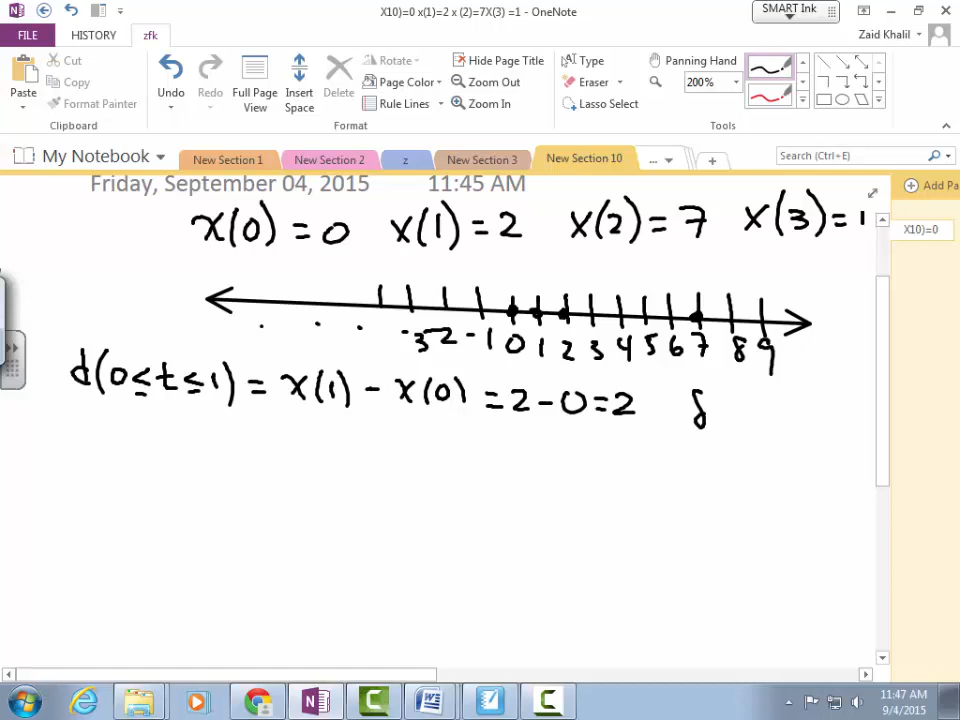 X10)=0 x(1)=2 x (2)=7X(3) =1 - OneNote
SMART Ink
FILE HISTORY zfk
Zaid Khalil
Paste Cut Copy Format Painter
Clipboard
Undo Redo Full Page View Insert Space Delete Rotate Page Color Rule Lines Hide Page Title Zoom Out Zoom In
Format
Type Eraser Lasso Select Panning Hand 200%
Tools
My Notebook New Section 1 New Section 2 z New Section 3 New Section 10 ... + Search (Ctrl+E)
Friday, September 04, 2015 11:45 AM
Add Pa
X10)=0
x(0) = 0 x(1) = 2 x(2) = 7 x(3) = 1
-3 -2 -1 0 1 2 3 4 5 6 7 8 9
d(0≤t≤1) = x(1) - x(0) = 2-0=2
11:47 AM
9/4/2015